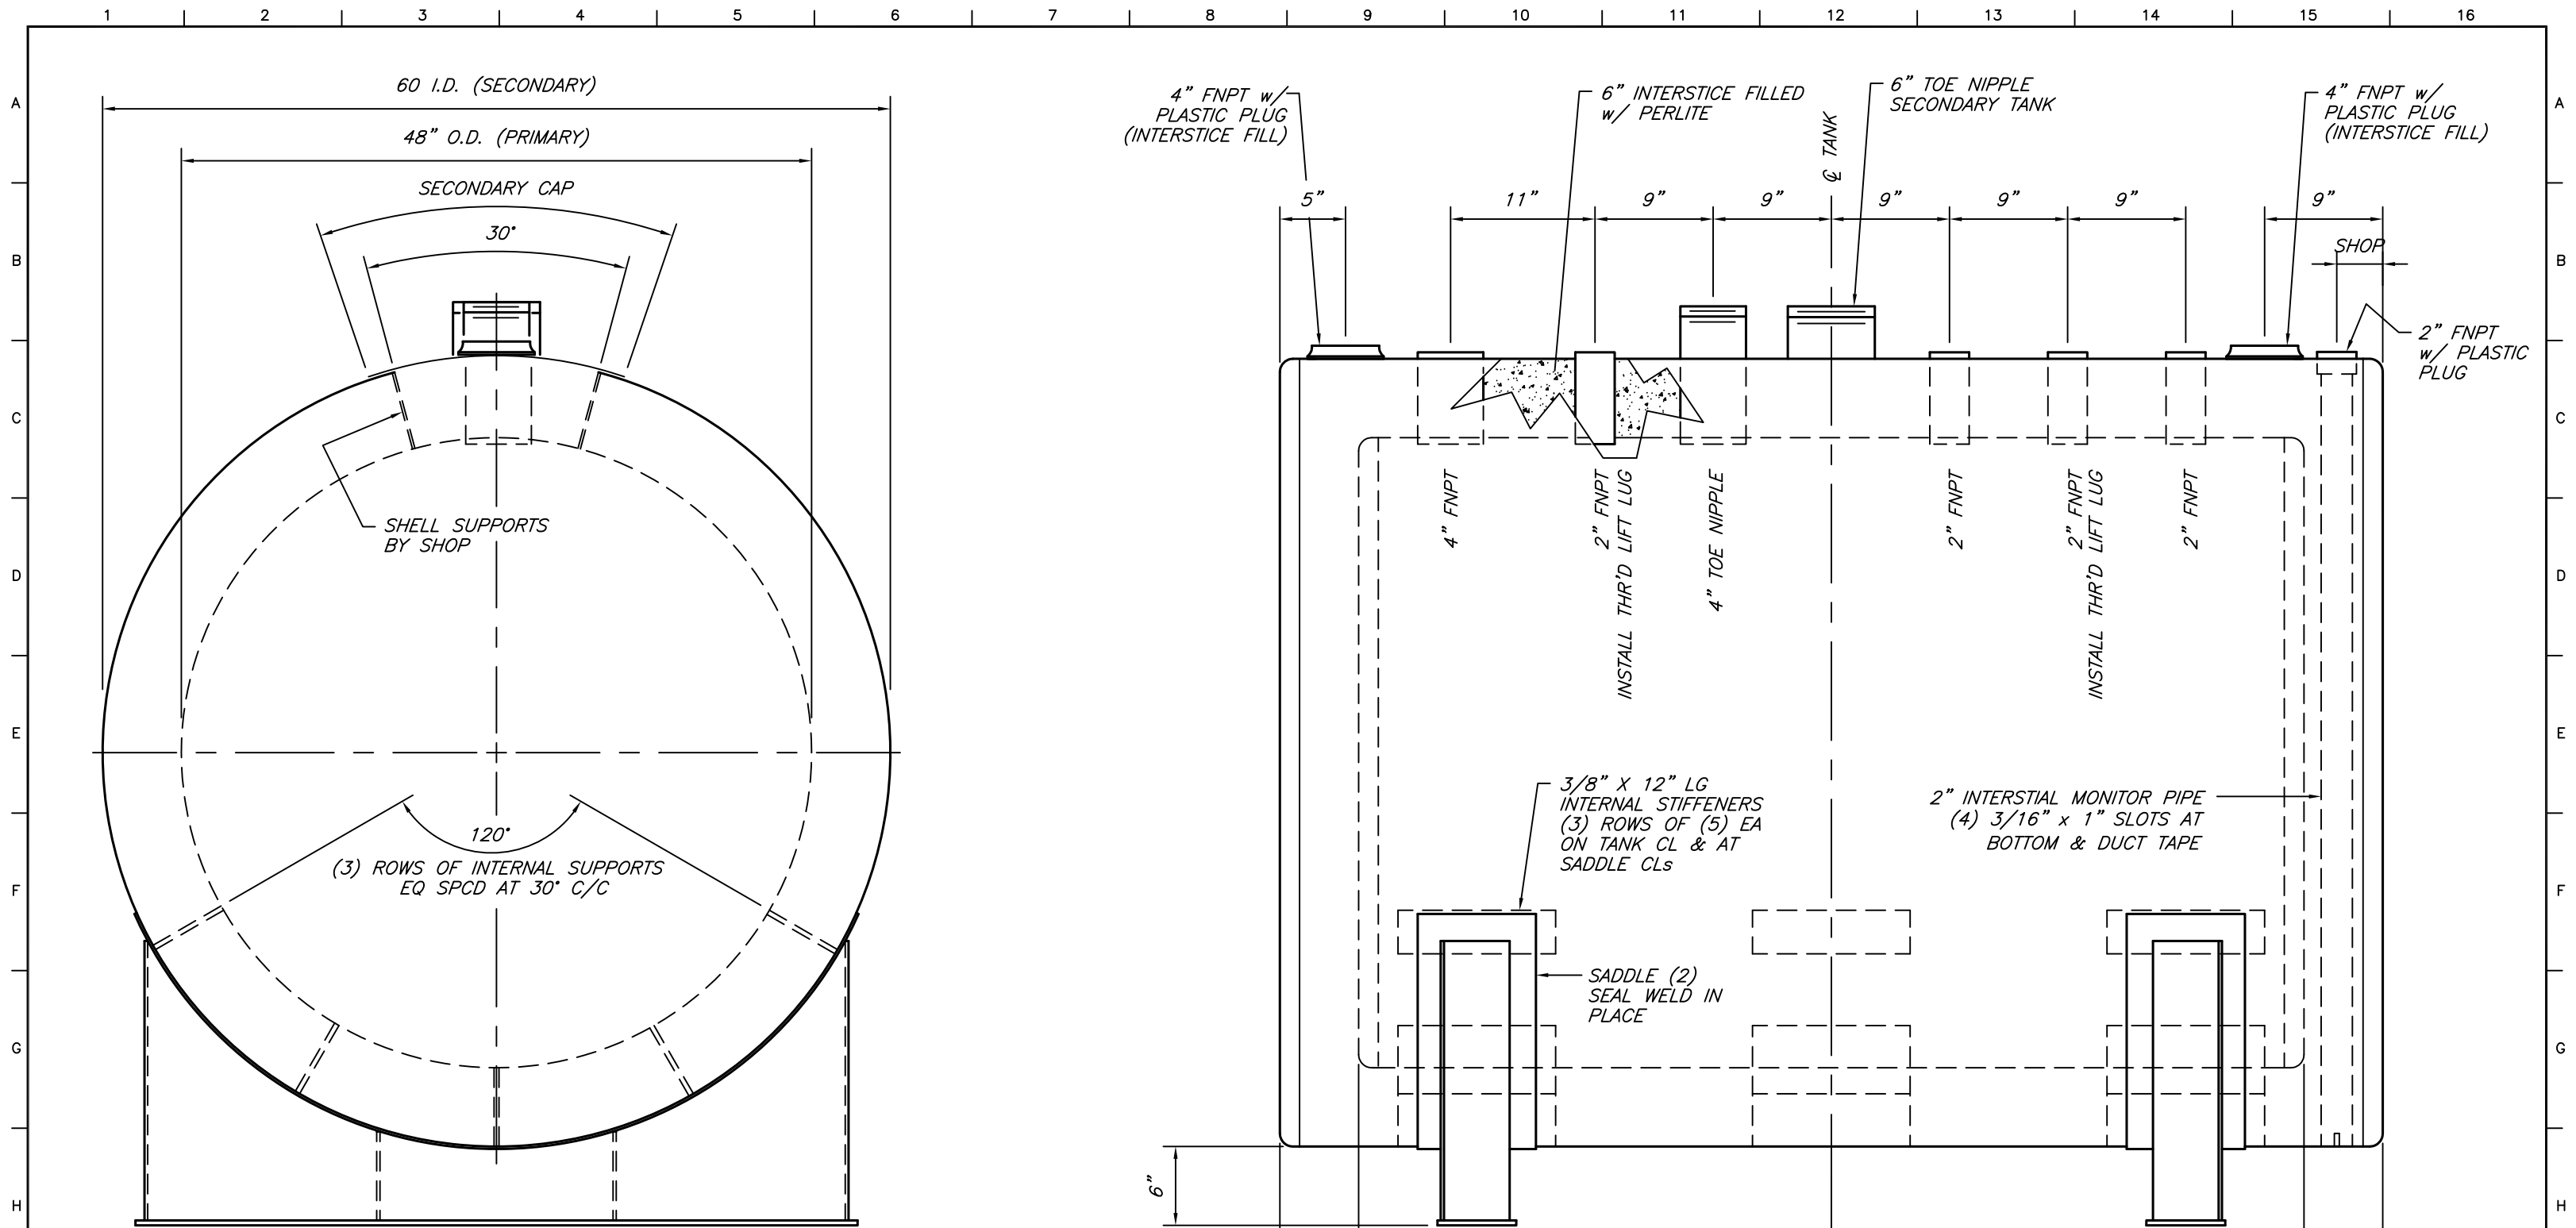 1 2 3 4 5 6 7 8 9 10 11 12 13 14 15 16
A
B
C
D
E
F
G
H
60 I.D. (SECONDARY)
48" O.D. (PRIMARY)
SECONDARY CAP
30°
SHELL SUPPORTS
BY SHOP
120°
(3) ROWS OF INTERNAL SUPPORTS
EQ SPCD AT 30° C/C
4" FNPT w/
PLASTIC PLUG
(INTERSTICE FILL)
6" INTERSTICE FILLED
w/ PERLITE
℄ TANK
6" TOE NIPPLE
SECONDARY TANK
4" FNPT w/
PLASTIC PLUG
(INTERSTICE FILL)
5" 11" 9" 9" 9" 9" 9" 9"
SHOP
2" FNPT
w/ PLASTIC
PLUG
4" FNPT
2" FNPT
INSTALL THR'D LIFT LUG
4" TOE NIPPLE
2" FNPT
2" FNPT
INSTALL THR'D LIFT LUG
2" FNPT
3/8" X 12" LG
INTERNAL STIFFENERS
(3) ROWS OF (5) EA
ON TANK CL & AT
SADDLE CLs
2" INTERSTIAL MONITOR PIPE
(4) 3/16" x 1" SLOTS AT
BOTTOM & DUCT TAPE
SADDLE (2)
SEAL WELD IN
PLACE
6"
A
B
C
D
E
F
G
H